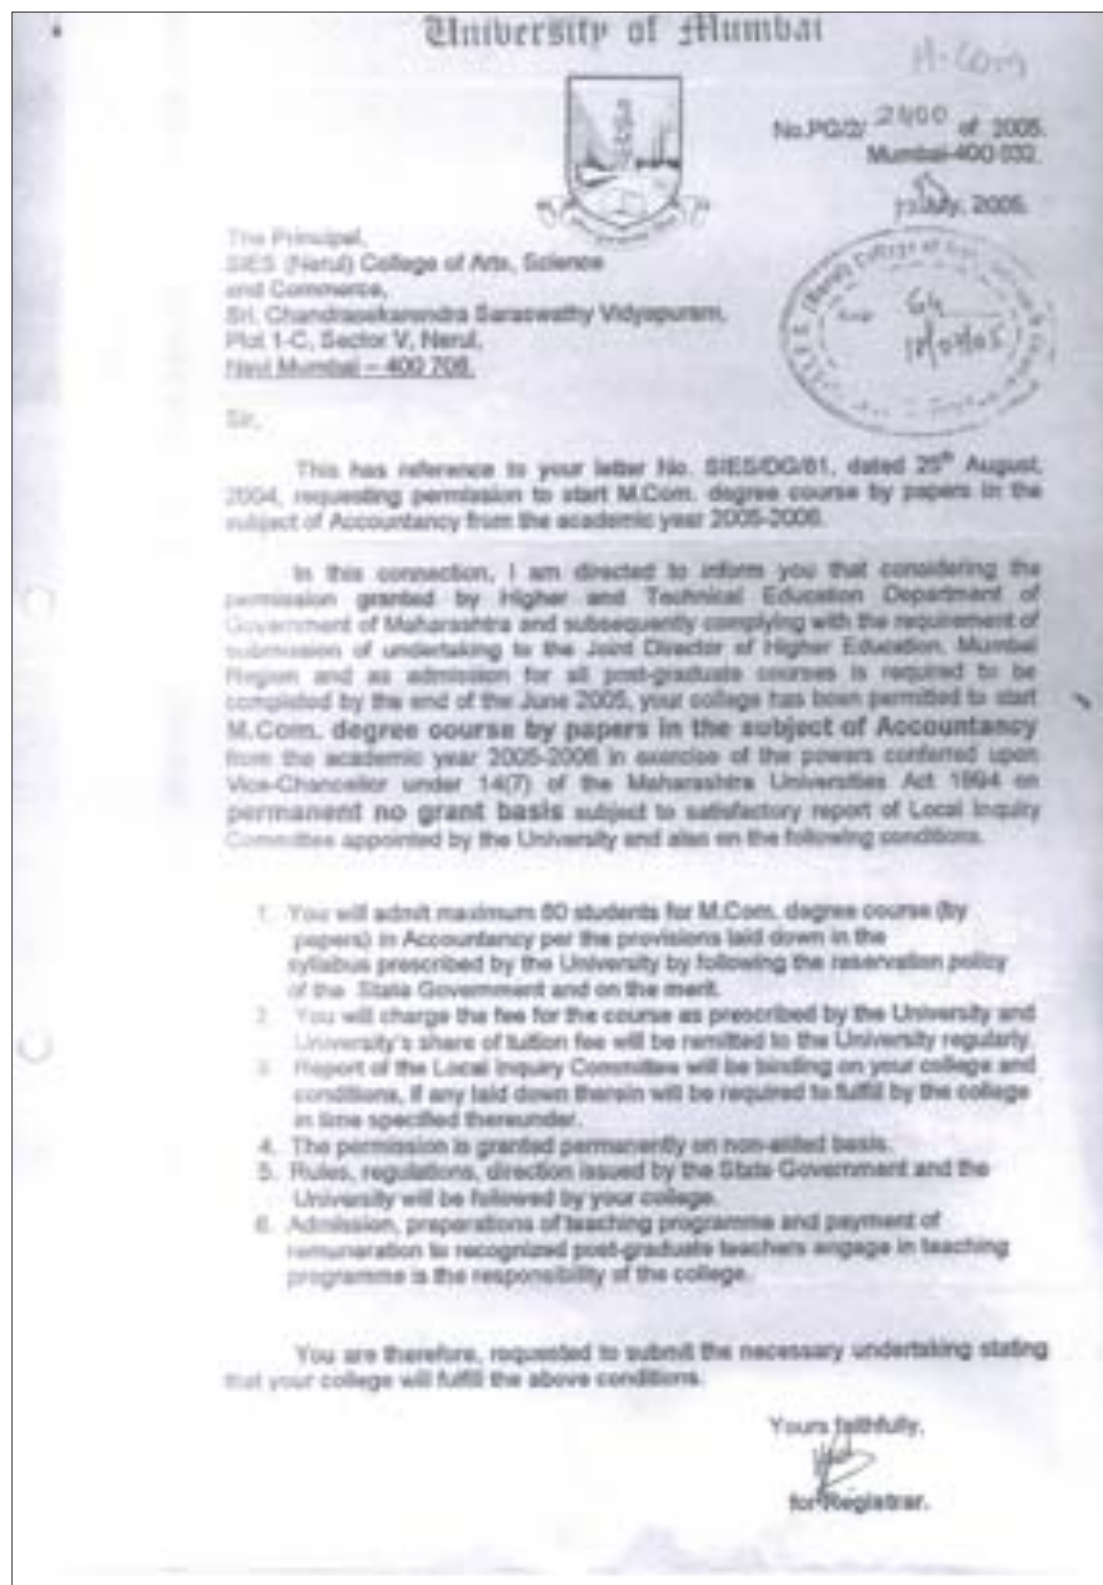 University of Mumbai
M-Com
No.PG/2/ 2400 of 2005.
Mumbai-400 032.
July, 2005.
The Principal,
SIES (Nerul) College of Arts, Science
and Commerce,
Sri. Chandrasekarendra Saraswathy Vidyapuram,
Plot 1-C, Sector V, Nerul,
Navi Mumbai – 400 706.
Sir,
This has reference to your letter No. SIES/DG/81, dated 25th August,
2004, requesting permission to start M.Com. degree course by papers in the
subject of Accountancy from the academic year 2005-2006.
In this connection, I am directed to inform you that considering the
permission granted by Higher and Technical Education Department of
Government of Maharashtra and subsequently complying with the requirement of
submission of undertaking to the Joint Director of Higher Education, Mumbai
Region and as admission for all post-graduate courses is required to be
completed by the end of the June 2005, your college has been permitted to start
M.Com. degree course by papers in the subject of Accountancy
from the academic year 2005-2006 in exercise of the powers conferred upon
Vice-Chancellor under 14(7) of the Maharashtra Universities Act 1994 on
permanent no grant basis subject to satisfactory report of Local Inquiry
Committee appointed by the University and also on the following conditions.
1. You will admit maximum students for M.Com. degree course (by
papers) in Accountancy per the provisions laid down in the
syllabus prescribed by the University by following the reservation policy
of the State Government and on the merit.
2. You will charge the fee for the course as prescribed by the University and
University's share of tuition fee will be remitted to the University regularly.
3. Report of the Local Inquiry Committee will be binding on your college and
conditions, if any laid down therein will be required to fulfill by the college
in time specified thereunder.
4. The permission is granted permanently on non-aided basis.
5. Rules, regulations, direction issued by the State Government and the
University will be followed by your college.
6. Admission, preparations of teaching programme and payment of
remuneration to recognized post-graduate teachers engage in teaching
programme is the responsibility of the college.
You are therefore, requested to submit the necessary undertaking stating
that your college will fulfill the above conditions.
Yours faithfully,
for Registrar.